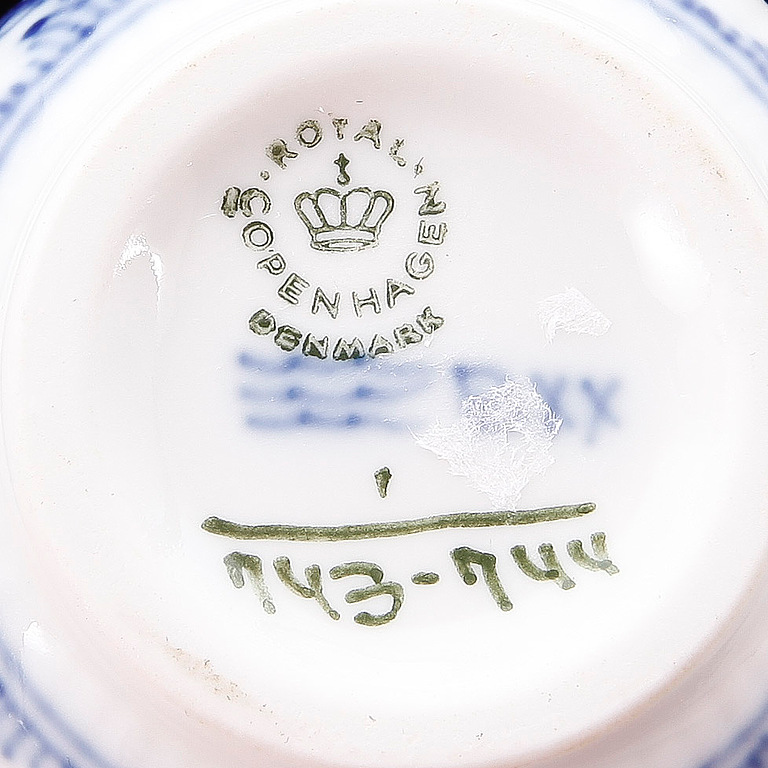 ROYAL
COPENHAGEN
DENMARK
1
743-744